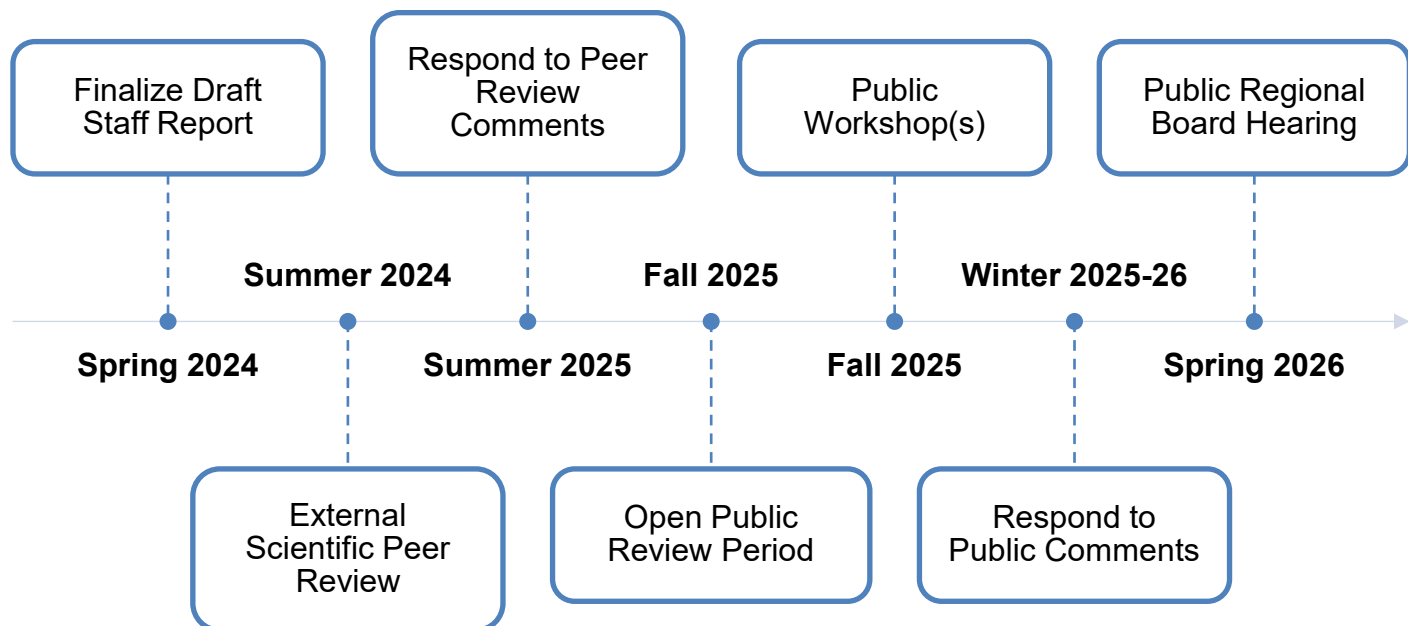 Finalize Draft
Staff Report
Respond to Peer
Review
Comments
Public
Workshop(s)
Public Regional
Board Hearing
Summer 2024
Fall 2025
Winter 2025-26
Spring 2024
Summer 2025
Fall 2025
Spring 2026
External
Scientific Peer
Review
Open Public
Review Period
Respond to
Public Comments